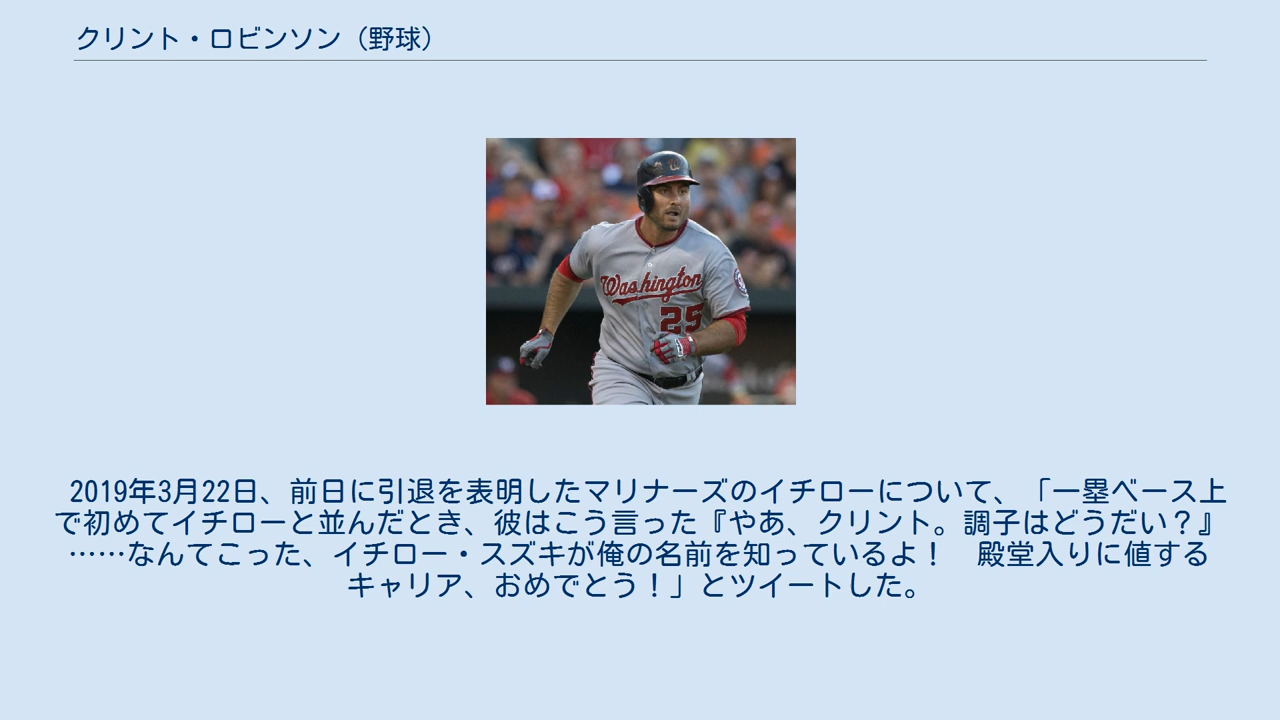 クリント・ロビンソン（野球）
Washington
25
2019年3月22日、前日に引退を表明したマリナーズのイチローについて、「一塁ベース上
で初めてイチローと並んだとき、彼はこう言った『やあ、クリント。調子はどうだい？』
……なんてこった、イチロー・スズキが俺の名前を知っているよ！　殿堂入りに値する
キャリア、おめでとう！」とツイートした。